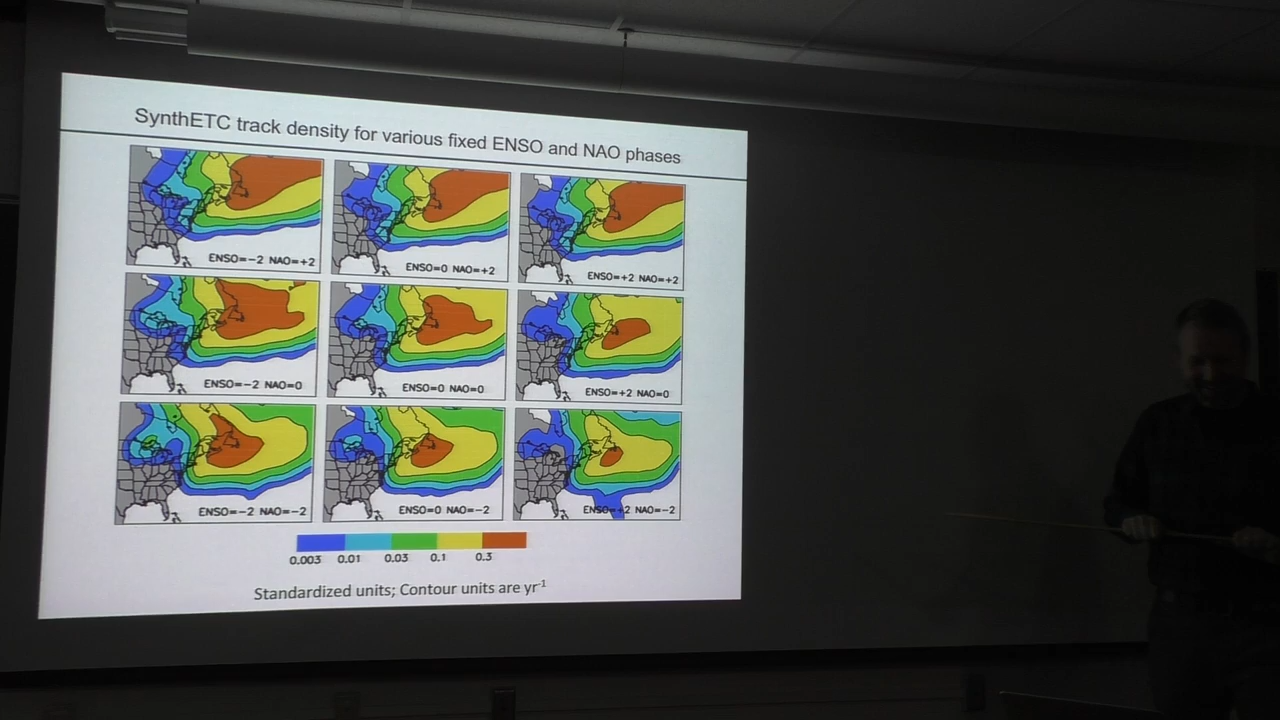 SynthETC track density for various fixed ENSO and NAO phases
ENSO=−2 NAO=+2
ENSO=0 NAO=+2
ENSO=+2 NAO=+2
ENSO=−2 NAO=0
ENSO=0 NAO=0
ENSO=+2 NAO=0
ENSO=−2 NAO=−2
ENSO=0 NAO=−2
ENSO=+2 NAO=−2
0.003 0.01 0.03 0.1 0.3
Standardized units; Contour units are yr⁻¹